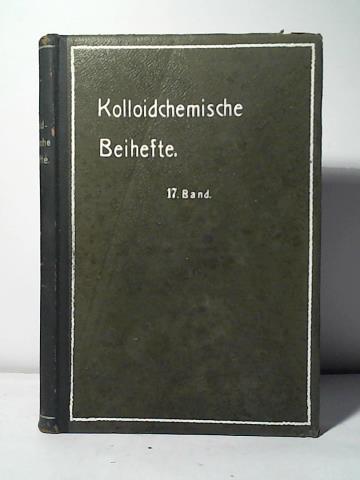 Kolloidchemische
Beihefte.
17. Band.